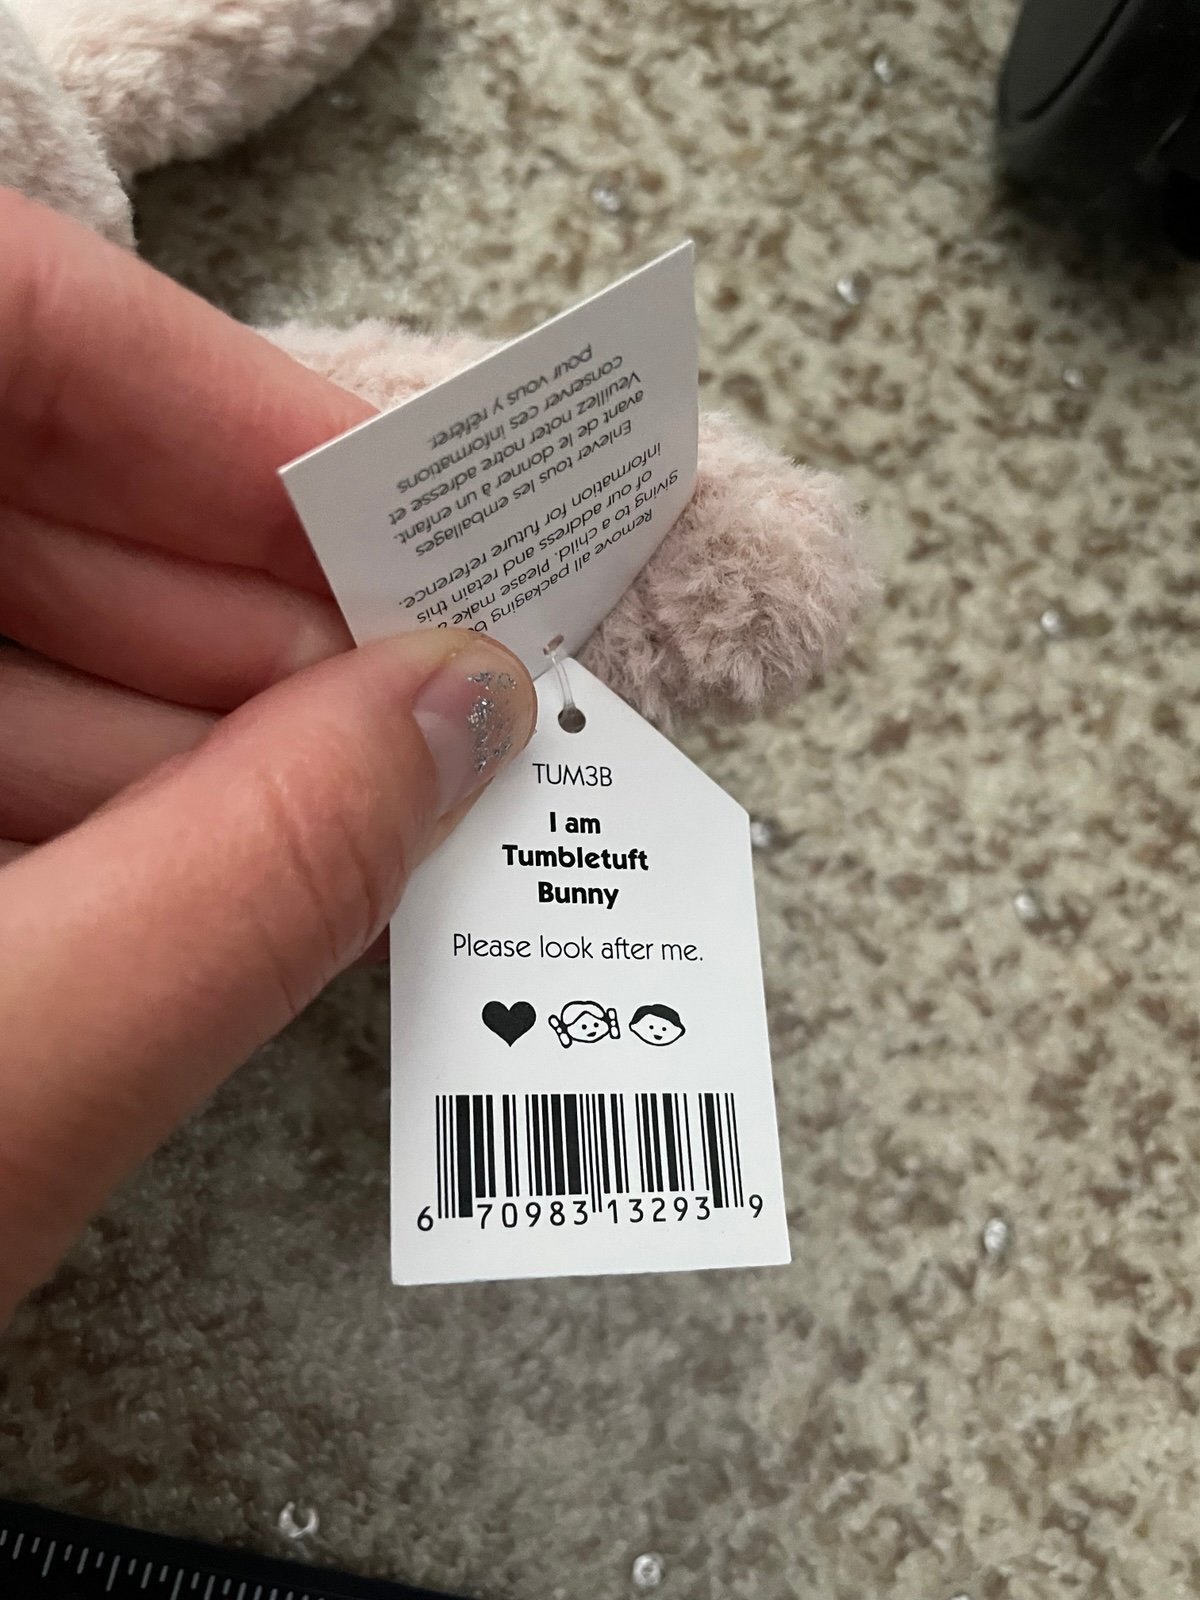 Remove all packaging
giving to a child. Please make
of our address and retain this
information for future reference.
Enlever tous les emballages
avant de le donner à un enfant.
Veuillez noter notre adresse et
conserver ces informations
pour vous y référer.
TUM3B
I am
Tumbletuft
Bunny
Please look after me.
6 70983 13293 9